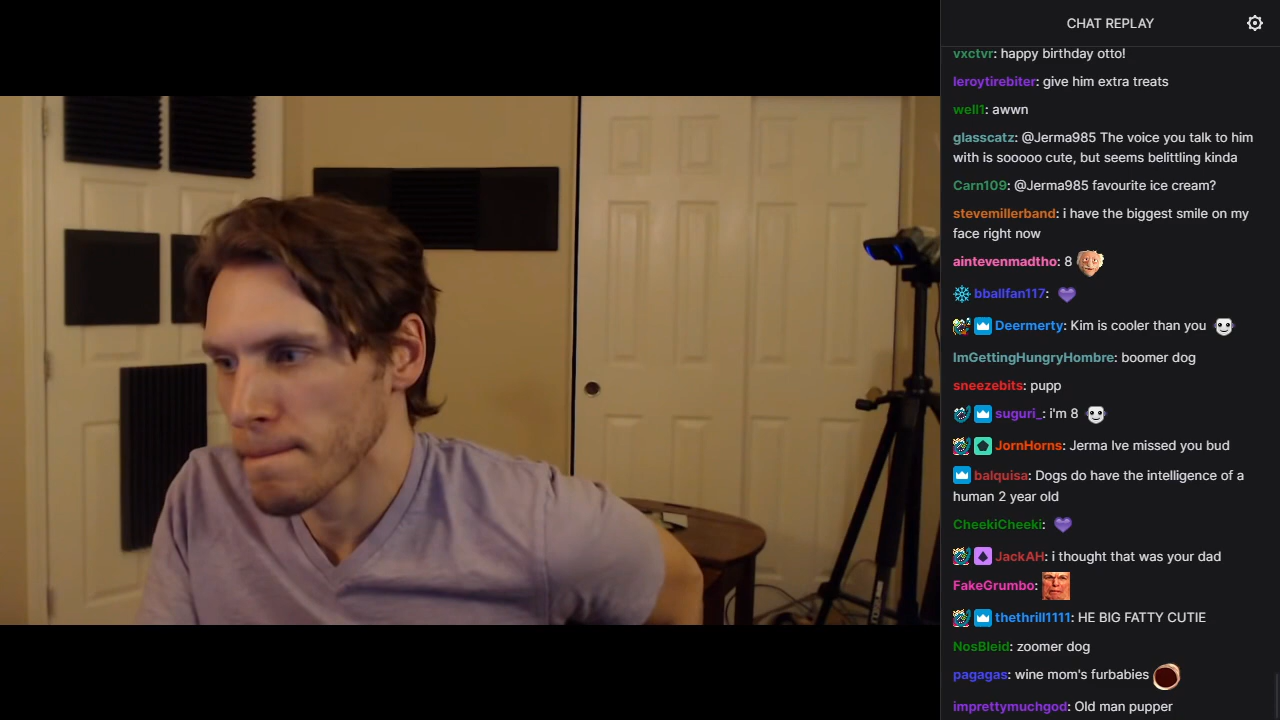 CHAT REPLAY
vxctvr: happy birthday otto!
leroytirebiter: give him extra treats
well1: awwn
glasscatz: @Jerma985 The voice you talk to him
with is sooooo cute, but seems belittling kinda
Carn109: @Jerma985 favourite ice cream?
stevemillerband: i have the biggest smile on my
face right now
aintevenmadtho: 8
bballfan117:
Deermerty: Kim is cooler than you
ImGettingHungryHombre: boomer dog
sneezebits: pupp
suguri_: i'm 8
JornHorns: Jerma Ive missed you bud
balquisa: Dogs do have the intelligence of a
human 2 year old
CheekiCheeki:
JackAH: i thought that was your dad
FakeGrumbo:
thethrill1111: HE BIG FATTY CUTIE
NosBleid: zoomer dog
pagagas: wine mom's furbabies
imprettymuchgod: Old man pupper